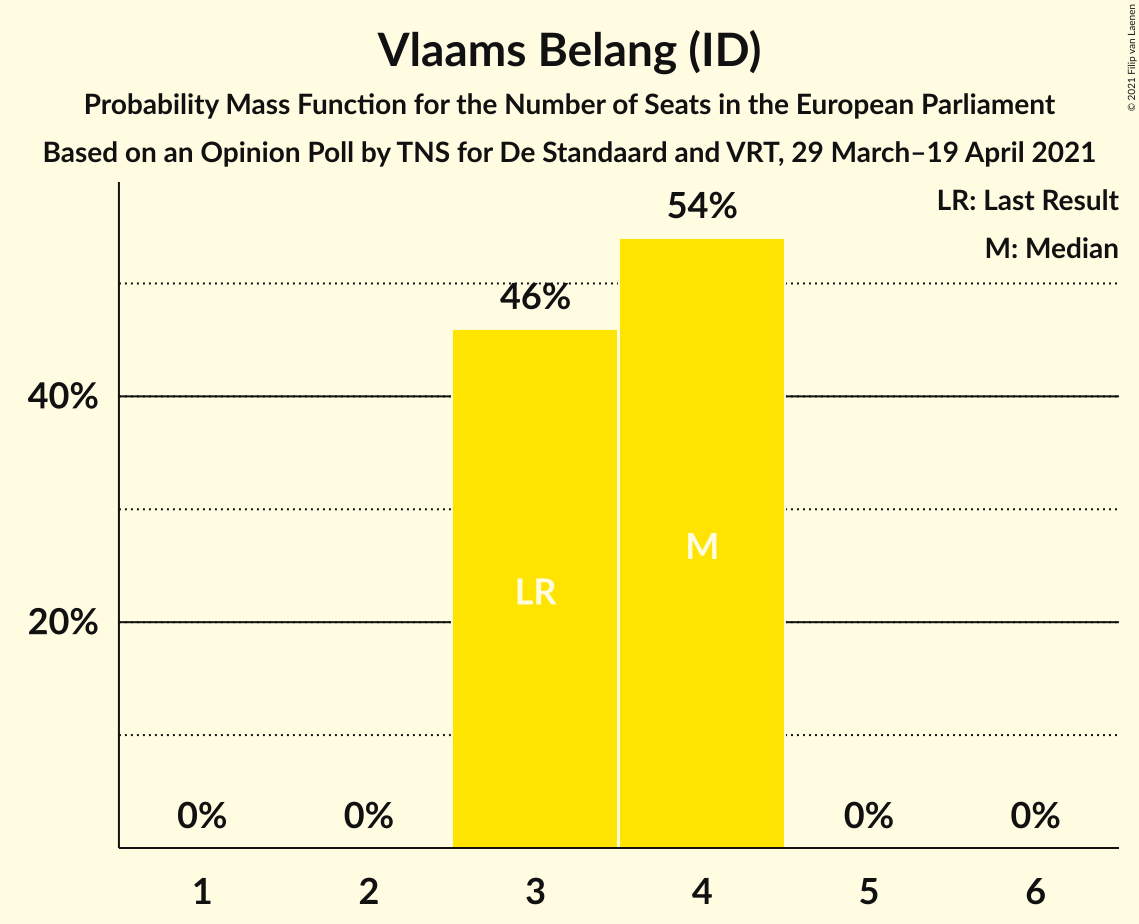 Vlaams Belang (ID)
Probability Mass Function for the Number of Seats in the European Parliament
Based on an Opinion Poll by TNS for De Standaard and VRT, 29 March–19 April 2021
© 2021 Filip van Laenen
LR: Last Result
M: Median
54%
46%
40%
20%
M
LR
0%
0%
0%
0%
1
2
3
4
5
6